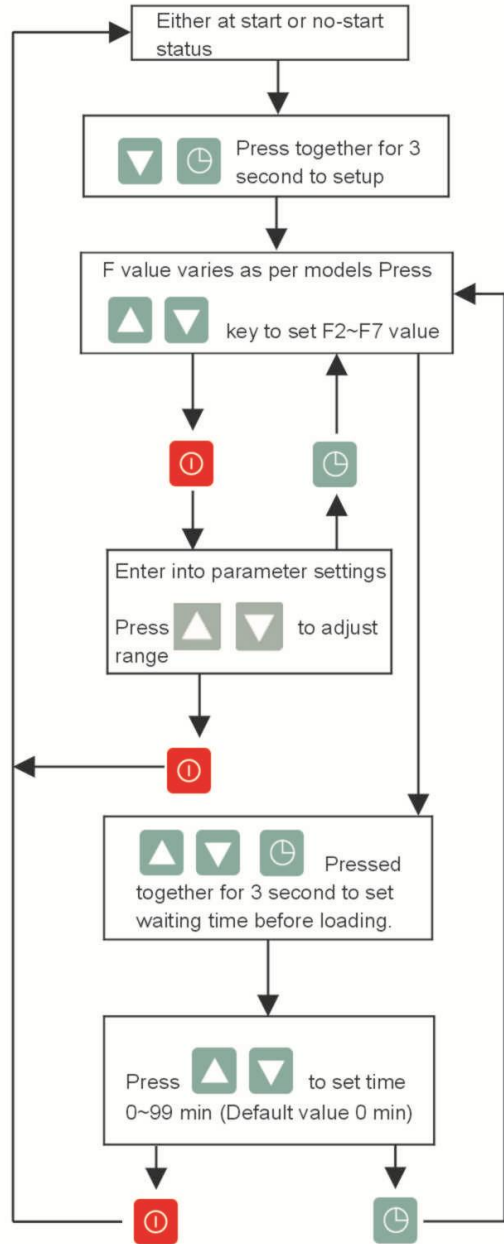 Either at start or no-start
status
Press together for 3
second to setup
F value varies as per models Press
key to set F2~F7 value
Enter into parameter settings
Press to adjust
range
Pressed
together for 3 second to set
waiting time before loading.
Press to set time
0~99 min (Default value 0 min)